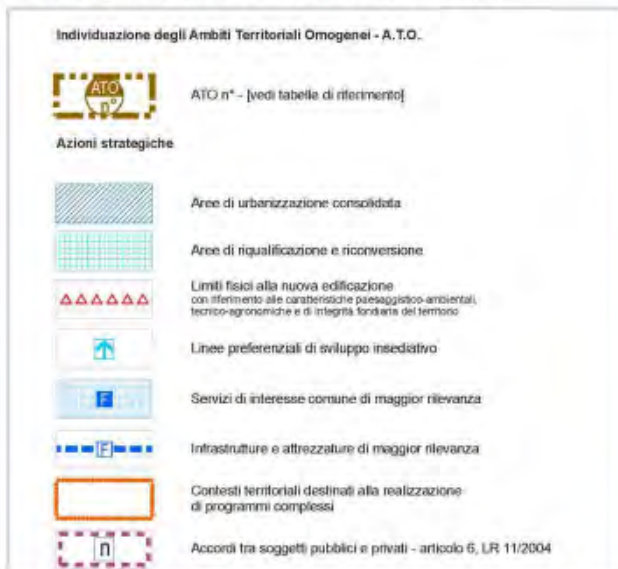 Individuazione degli Ambiti Territoriali Omogenei - A.T.O.
ATO
n°
ATO n° - [vedi tabelle di riferimento]
Azioni strategiche
Aree di urbanizzazione consolidata
Aree di riqualificazione e riconversione
Limiti fisici alla nuova edificazione
con riferimento alle caratteristiche paesaggistico-ambientali,
tecnico-agronomiche e di integrità fondiaria del territorio
Linee preferenziali di sviluppo insediativo
F
Servizi di interesse comune di maggior rilevanza
F
Infrastrutture e attrezzature di maggior rilevanza
Contesti territoriali destinati alla realizzazione
di programmi complessi
n
Accordi tra soggetti pubblici e privati - articolo 6, LR 11/2004